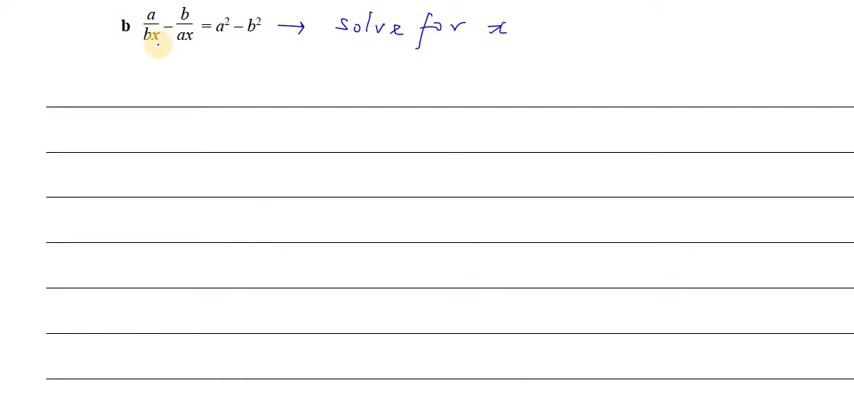 b a/bx − b/ax = a² − b² → solve for x